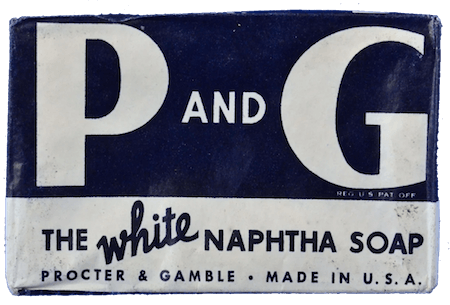 P AND G
REG. U.S. PAT. OFF.
THE white NAPHTHA SOAP
PROCTER & GAMBLE • MADE IN U.S.A.